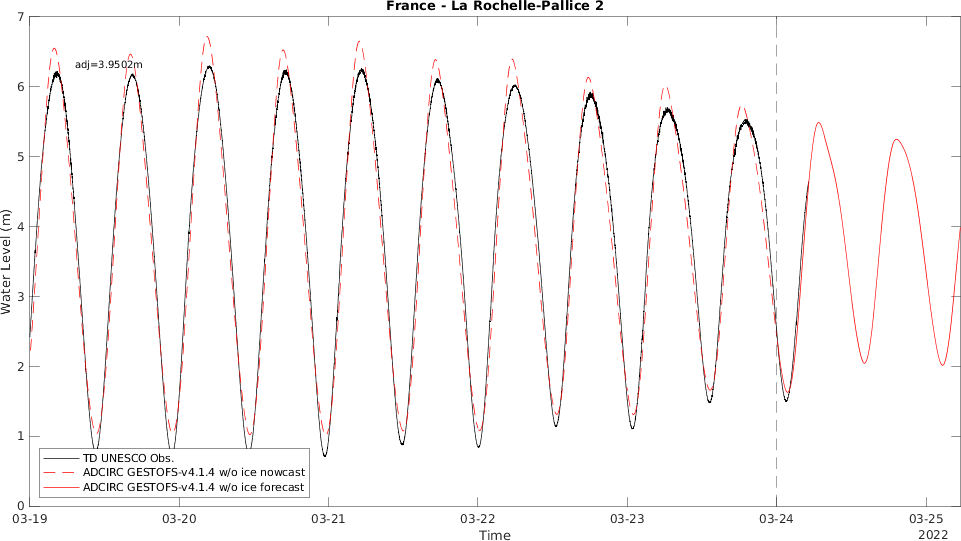 France - La Rochelle-Pallice 2
7
adj=3.9502m
6
5
4
Water Level (m)
3
2
1
0
TD UNESCO Obs.
ADCIRC GESTOFS-v4.1.4 w/o ice nowcast
ADCIRC GESTOFS-v4.1.4 w/o ice forecast
03-19 03-20 03-21 03-22 03-23 03-24 03-25
Time
2022